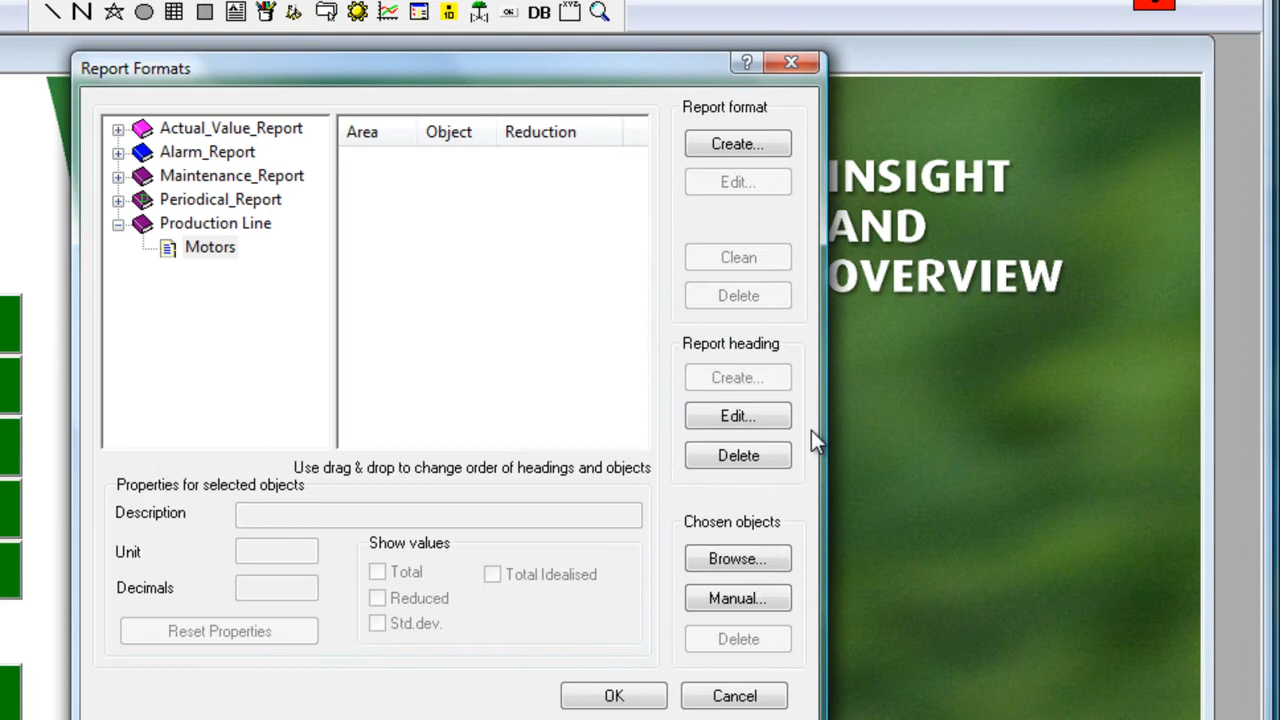 DB
XYZ
Report Formats
?
Report format
Actual_Value_Report
Area Object Reduction
Create...
Alarm_Report
Maintenance_Report
Edit...
Periodical_Report
Production Line
Motors
Clean
Delete
Report heading
Create...
Edit...
Delete
Use drag & drop to change order of headings and objects
Properties for selected objects
Description
Unit
Decimals
Reset Properties
Show values
Total
Total Idealised
Reduced
Std.dev.
Chosen objects
Browse...
Manual...
Delete
OK
Cancel
INSIGHT
AND
OVERVIEW